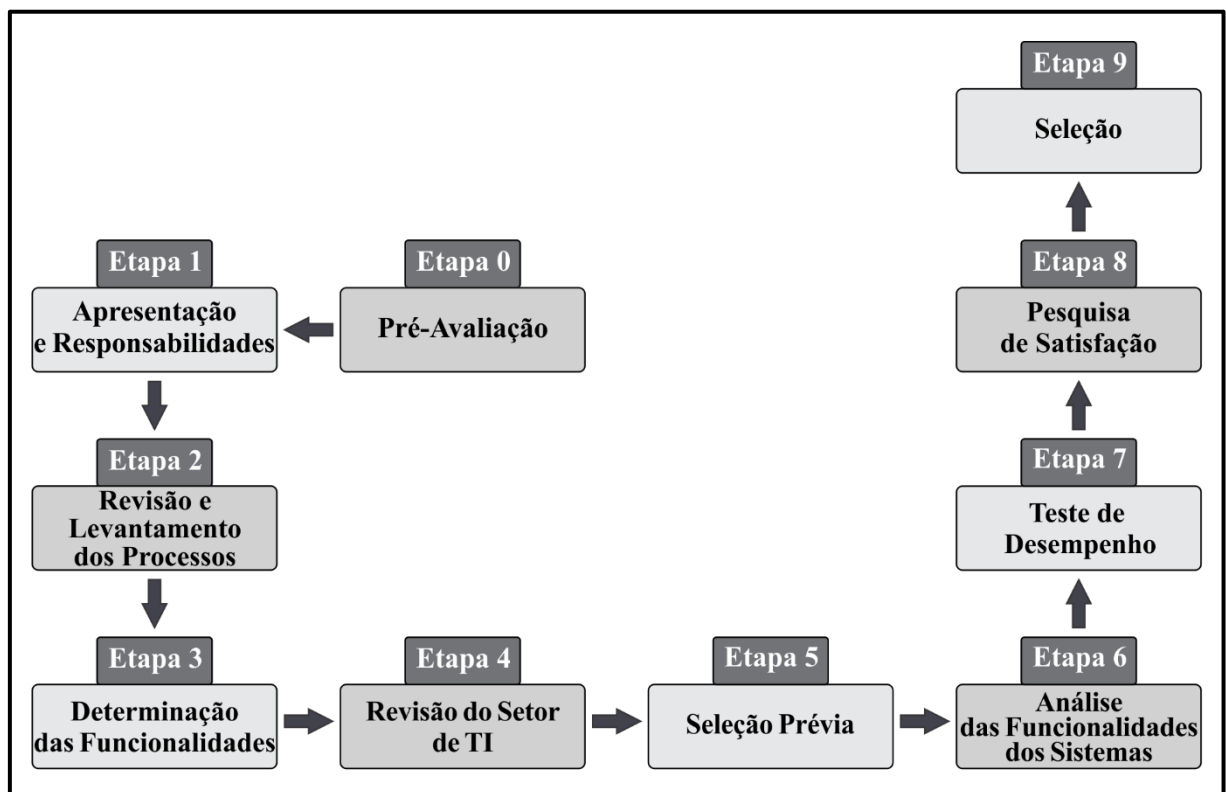 Etapa 9
Seleção
Etapa 1
Apresentação
e Responsabilidades
Etapa 0
Pré-Avaliação
Etapa 8
Pesquisa
de Satisfação
Etapa 2
Revisão e
Levantamento
dos Processos
Etapa 7
Teste de
Desempenho
Etapa 3
Determinação
das Funcionalidades
Etapa 4
Revisão do Setor
de TI
Etapa 5
Seleção Prévia
Etapa 6
Análise
das Funcionalidades
dos Sistemas